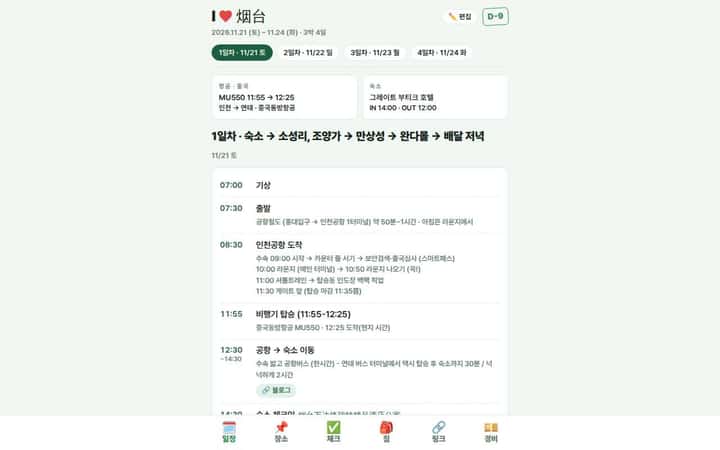 I ❤️ 烟台
✏️ 편집
D-9
2026.11.21 (토) – 11.24 (화) · 3박 4일
1일차 · 11/21 토
2일차 · 11/22 일
3일차 · 11/23 월
4일차 · 11/24 화
항공 · 출국
MU550 11:55 → 12:25
인천 → 연태 · 중국동방항공
숙소
그레이트 부티크 호텔
IN 14:00 · OUT 12:00
1일차 · 숙소 → 소성리, 조양가 → 만상성 → 완다몰 → 배달 저녁
11/21 토
07:00 기상
07:30 출발
공항철도 (홍대입구 → 인천공항 1터미널) 약 50분~1시간 · 아침은 라운지에서
08:30 인천공항 도착
수속 09:00 시작 → 카운터 줄 서기 → 보안검색·출국심사 (스마트패스)
10:00 라운지 (메인 터미널) → 10:50 라운지 나오기 (꼭!)
11:00 셔틀트레인 → 탑승동 인도장 백팩 픽업
11:30 게이트 앞 (탑승 마감 11:35쯤)
11:55 비행기 탑승 (11:55–12:25)
중국동방항공 MU550 · 12:25 도착(현지 시간)
12:30 공항 → 숙소 이동
~14:30 수속 밟고 공항버스 (한시간) - 연태 버스 터미널에서 택시 탑승 후 숙소까지 30분 / 넉
넉하게 2시간
🔗 블로그
일정
장소
체크
짐
링크
경비